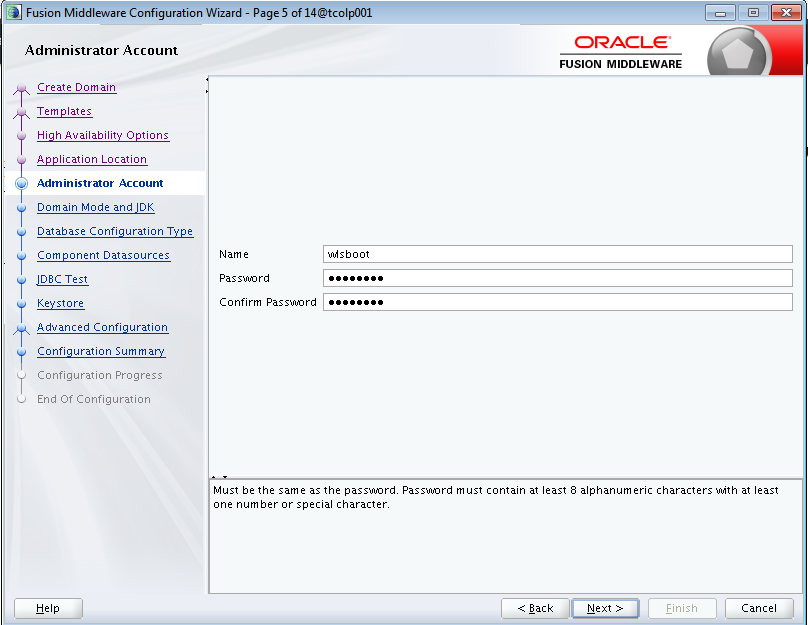 Fusion Middleware Configuration Wizard - Page 5 of 14@tcolp001
Administrator Account
ORACLE
FUSION MIDDLEWARE
Create Domain
Templates
High Availability Options
Application Location
Administrator Account
Domain Mode and JDK
Database Configuration Type
Component Datasources
JDBC Test
Keystore
Advanced Configuration
Configuration Summary
Configuration Progress
End Of Configuration
Name wlsboot
Password ●●●●●●●●
Confirm Password ●●●●●●●●
Must be the same as the password. Password must contain at least 8 alphanumeric characters with at least
one number or special character.
Help
< Back
Next >
Finish
Cancel